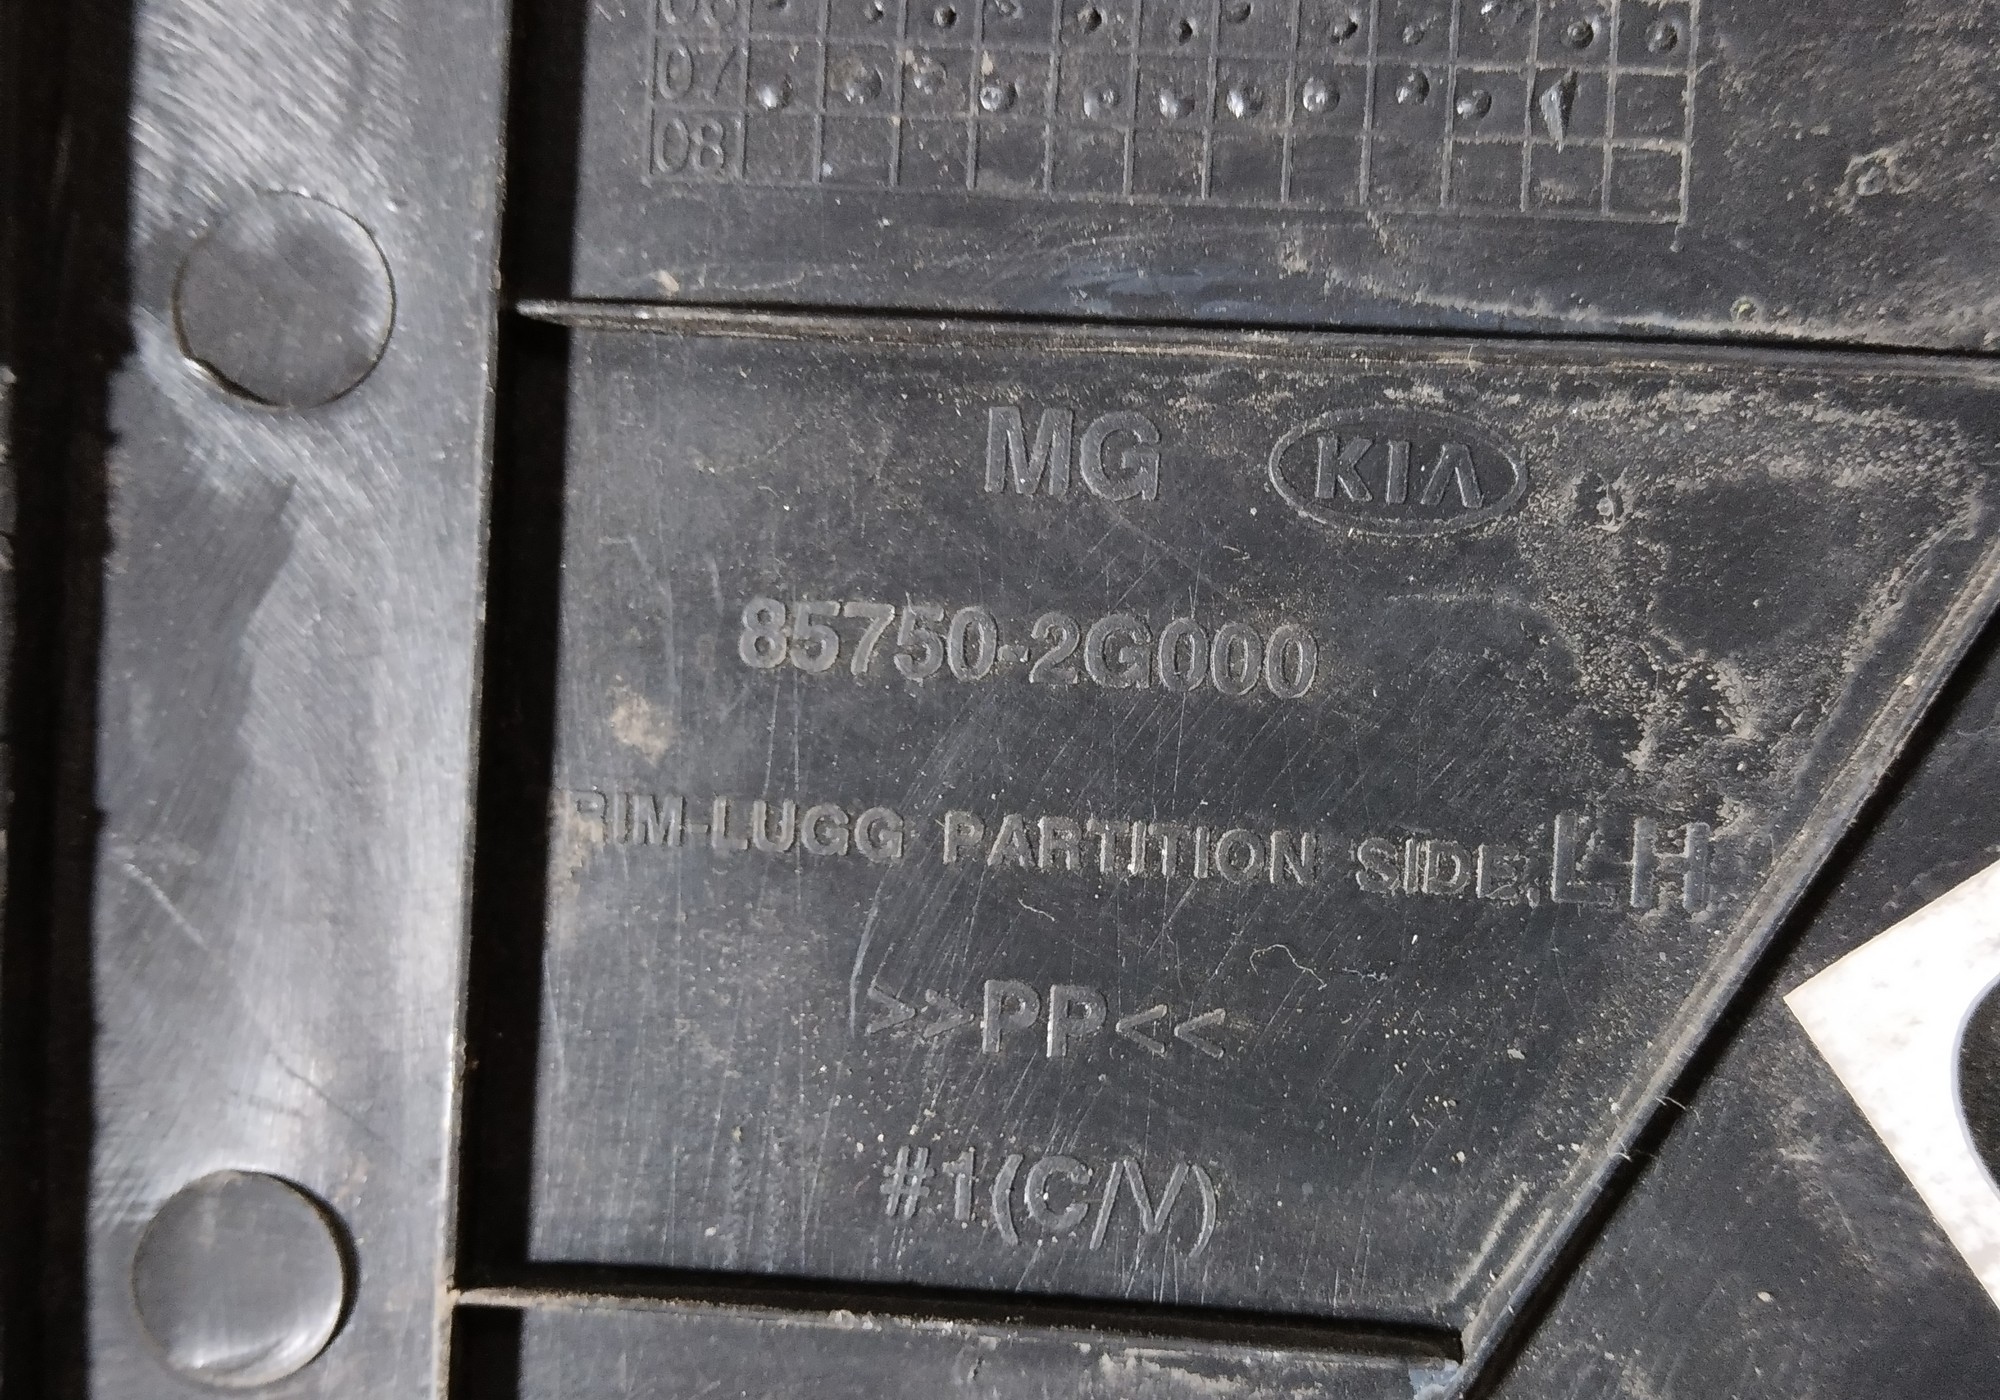 07
08
MG KIA
85750-2G000
RIM-LUGG PARTITION SIDE, LH
>>PP<<
#1(C/V)